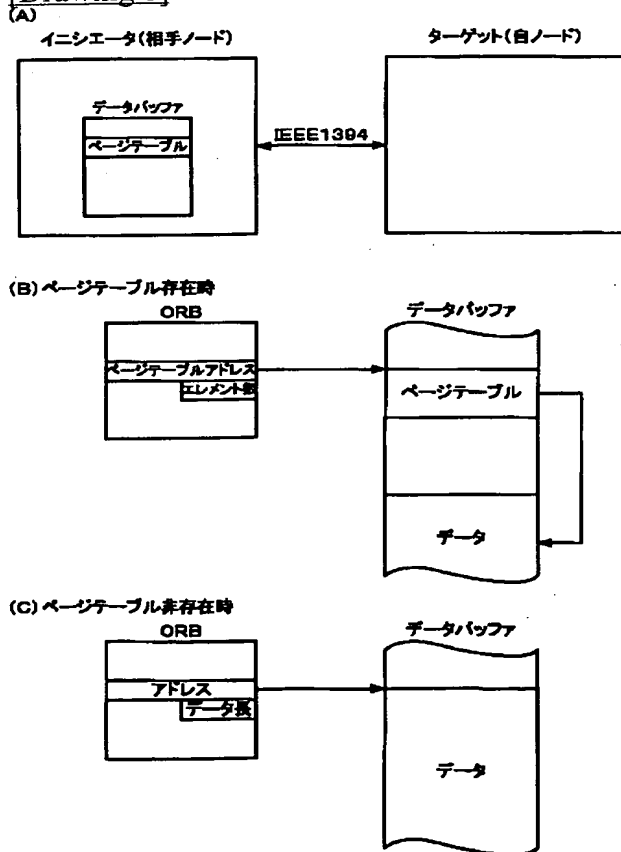 (A)
イニシエータ(相手ノード)
ターゲット(自ノード)
データバッファ
ページテーブル
IEEE1394
(B)ページテーブル存在時
ORB
データバッファ
ページテーブルアドレス
エレメント数
ページテーブル
データ
(C)ページテーブル非存在時
ORB
データバッファ
アドレス
データ長
データ